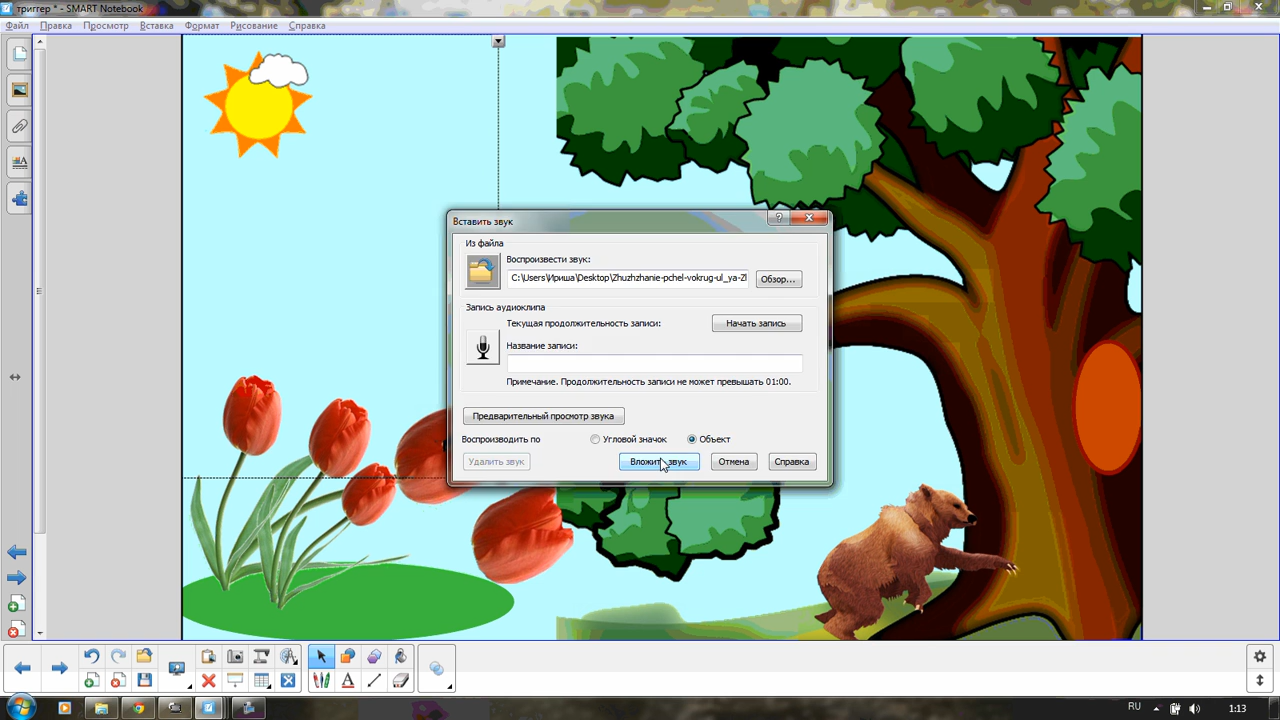 триггер * - SMART Notebook
Файл Правка Просмотр Вставка Формат Рисование Справка
Вставить звук
Из файла
Воспроизвести звук:
C:\Users\Ириша\Desktop\Zhuzhzhanie-pchel-vokrug-ul_ya-Zl
Обзор...
Запись аудиоклипа
Текущая продолжительность записи:
Начать запись
Название записи:
Примечание. Продолжительность записи не может превышать 01:00.
Предварительный просмотр звука
Воспроизводить по Угловой значок Объект
Удалить звук Вложить звук Отмена Справка
RU 1:13